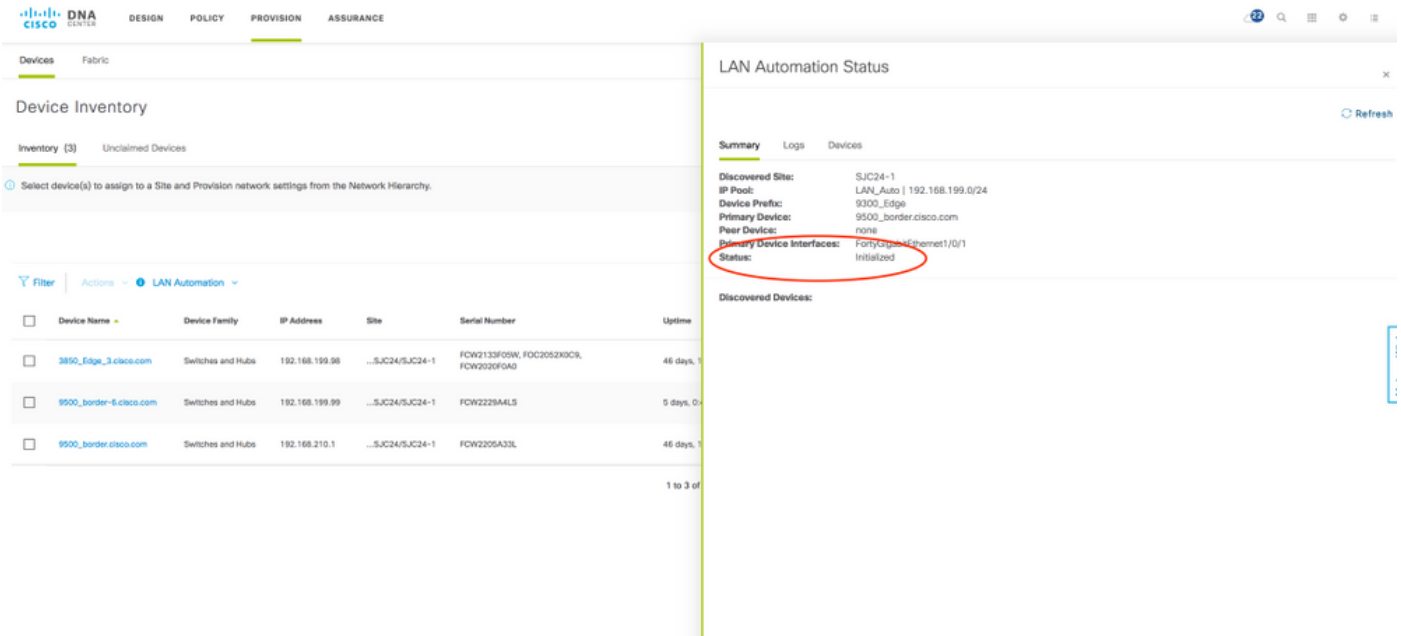 CISCO DNA CENTER DESIGN POLICY PROVISION ASSURANCE 22
Devices Fabric
Device Inventory
Inventory (3) Unclaimed Devices
Select device(s) to assign to a Site and Provision network settings from the Network Hierarchy.
Filter Actions LAN Automation
Device Name Device Family IP Address Site Serial Number Uptime
3850_Edge_3.cisco.com Switches and Hubs 192.168.199.98 ...SJC24/SJC24-1 FCW2133F05W, FOC2052X0C9, FCW2020F0A0 46 days, 1
9500_border-6.cisco.com Switches and Hubs 192.168.199.99 ...SJC24/SJC24-1 FCW2229A4LS 5 days, 0:
9500_border.cisco.com Switches and Hubs 192.168.210.1 ...SJC24/SJC24-1 FCW2205A33L 46 days, 1
1 to 3 of
LAN Automation Status
Refresh
Summary Logs Devices
Discovered Site: SJC24-1
IP Pool: LAN_Auto | 192.168.199.0/24
Device Prefix: 9300_Edge
Primary Device: 9500_border.cisco.com
Peer Device: none
Primary Device Interfaces: FortyGigabitEthernet1/0/1
Status: Initialized
Discovered Devices: